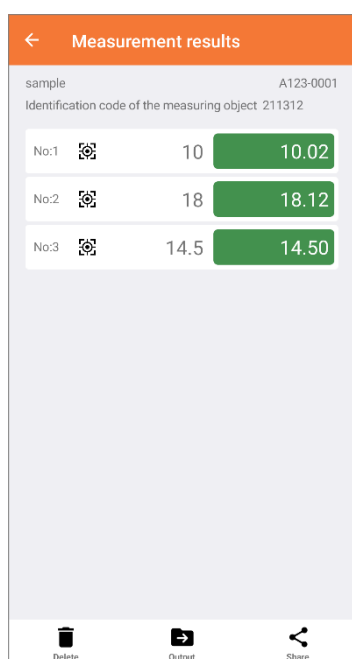 Measurement results
sample A123-0001
Identification code of the measuring object 211312
No:1 10 10.02
No:2 18 18.12
No:3 14.5 14.50
Delete Output Share